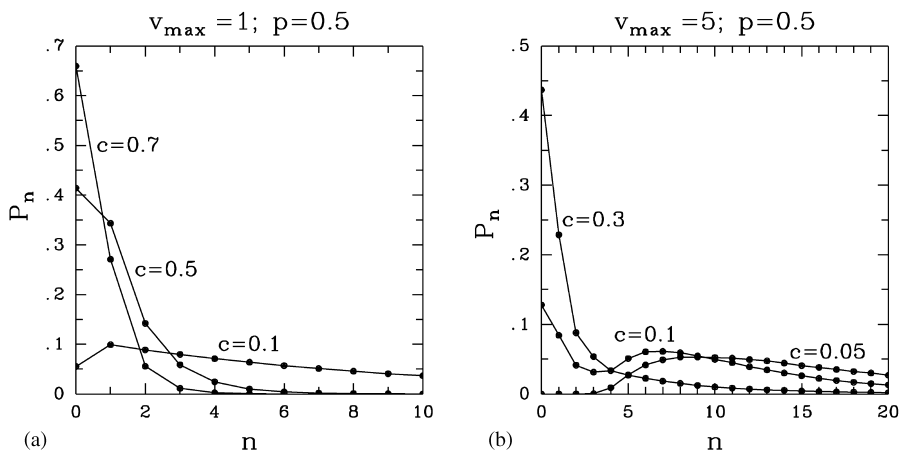 v_max =1; p=0.5
.7
.6
.5
.4
.3
.2
.1
0
P_n
c=0.7
c=0.5
c=0.1
0 2 4 6 8 10
n
(a)
v_max =5; p=0.5
.5
.4
.3
.2
.1
0
P_n
c=0.3
c=0.1
c=0.05
0 5 10 15 20
n
(b)